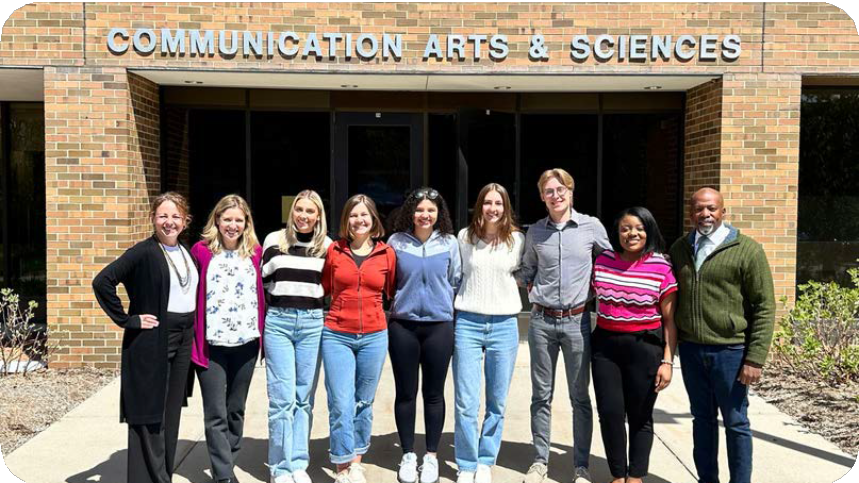 COMMUNICATION ARTS & SCIENCES